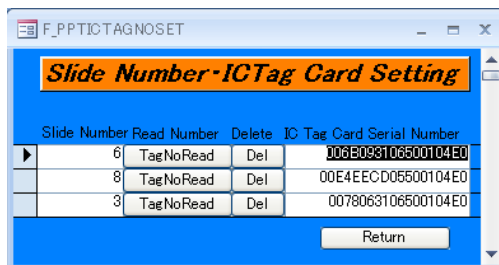 F_PPTICTAGNOSET
Slide Number・ICTag Card Setting
Slide Number Read Number Delete IC Tag Card Serial Number
6 TagNoRead Del 006B093106500104E0
8 TagNoRead Del 00E4EECD05500104E0
3 TagNoRead Del 0078063106500104E0
Return